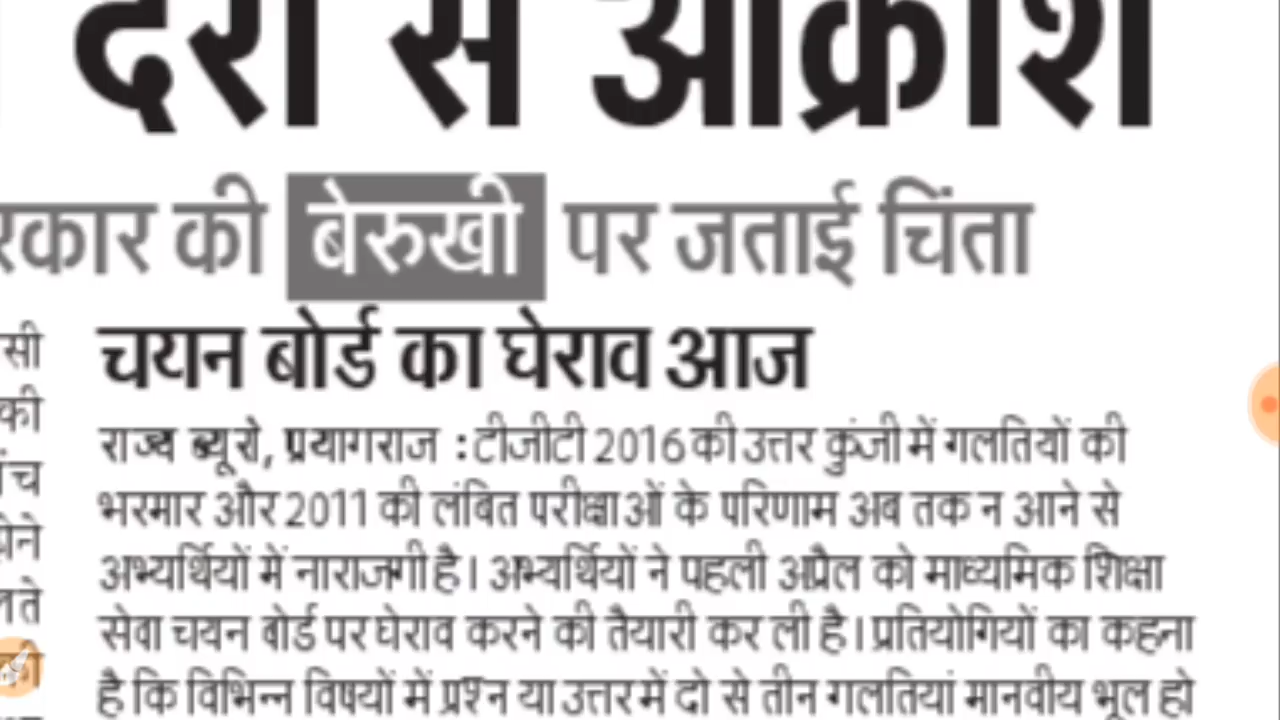 से आक्रोश
की बेरुखी पर जताई चिंता
चयन बोर्ड का घेराव आज
राज्य ब्यूरो, प्रयागराज : टीजीटी 2016 की उत्तर कुंजी में गलतियों की
भरमार और 2011 की लंबित परीक्षाओं के परिणाम अब तक न आने से
अभ्यर्थियों में नाराजगी है। अभ्यर्थियों ने पहली अप्रैल को माध्यमिक शिक्षा
सेवा चयन बोर्ड पर घेराव करने की तैयारी कर ली है। प्रतियोगियों का कहना
है कि विभिन्न विषयों में प्रश्न या उत्तर में दो से तीन गलतियां मानवीय भूल हो
सी
की